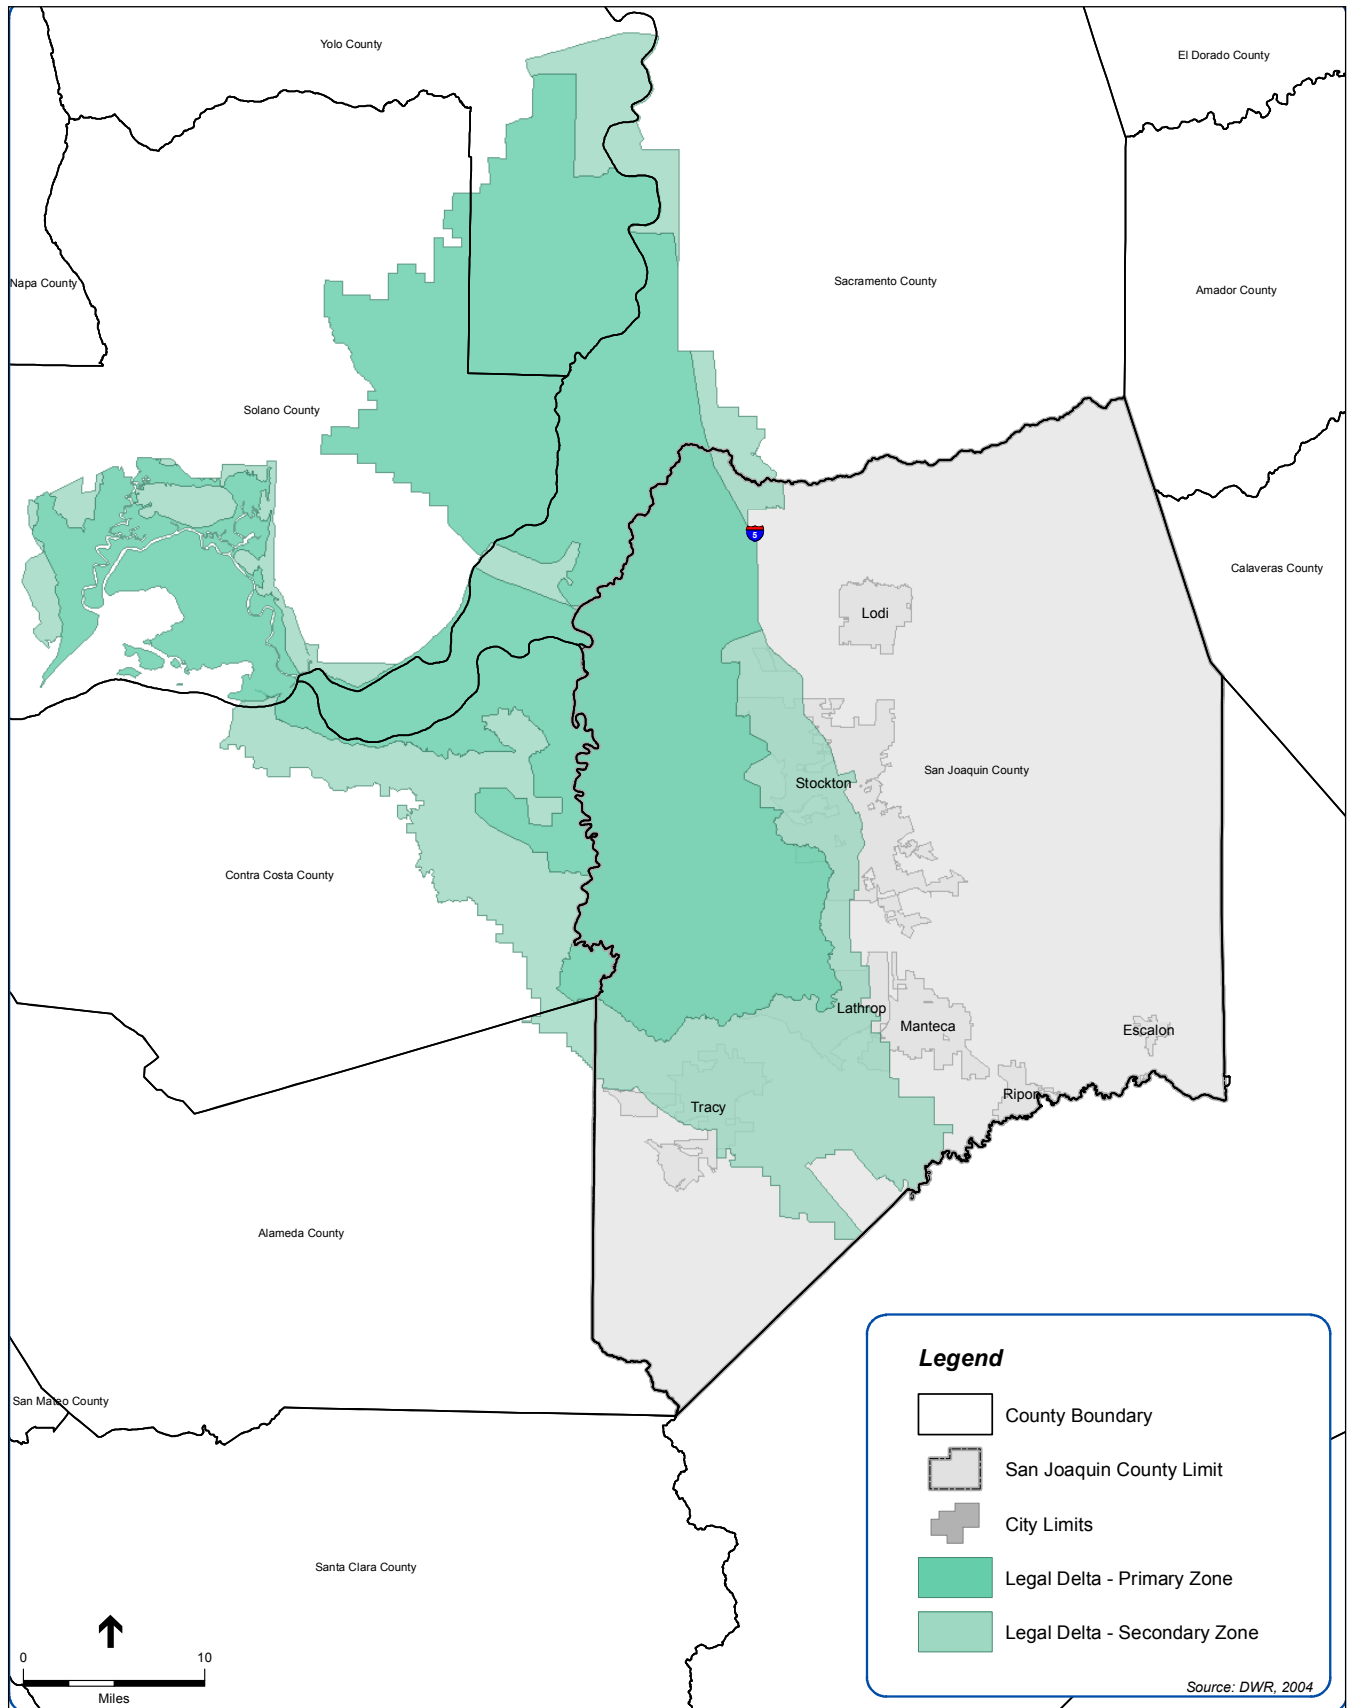 Yolo County
El Dorado County
Napa County
Sacramento County
Amador County
Solano County
5
Calaveras County
Lodi
San Joaquin County
Stockton
Contra Costa County
Lathrop
Manteca
Escalon
Ripon
Tracy
Alameda County
San Mateo County
Santa Clara County
Legend
County Boundary
San Joaquin County Limit
City Limits
Legal Delta - Primary Zone
Legal Delta - Secondary Zone
0 10
Miles
Source: DWR, 2004